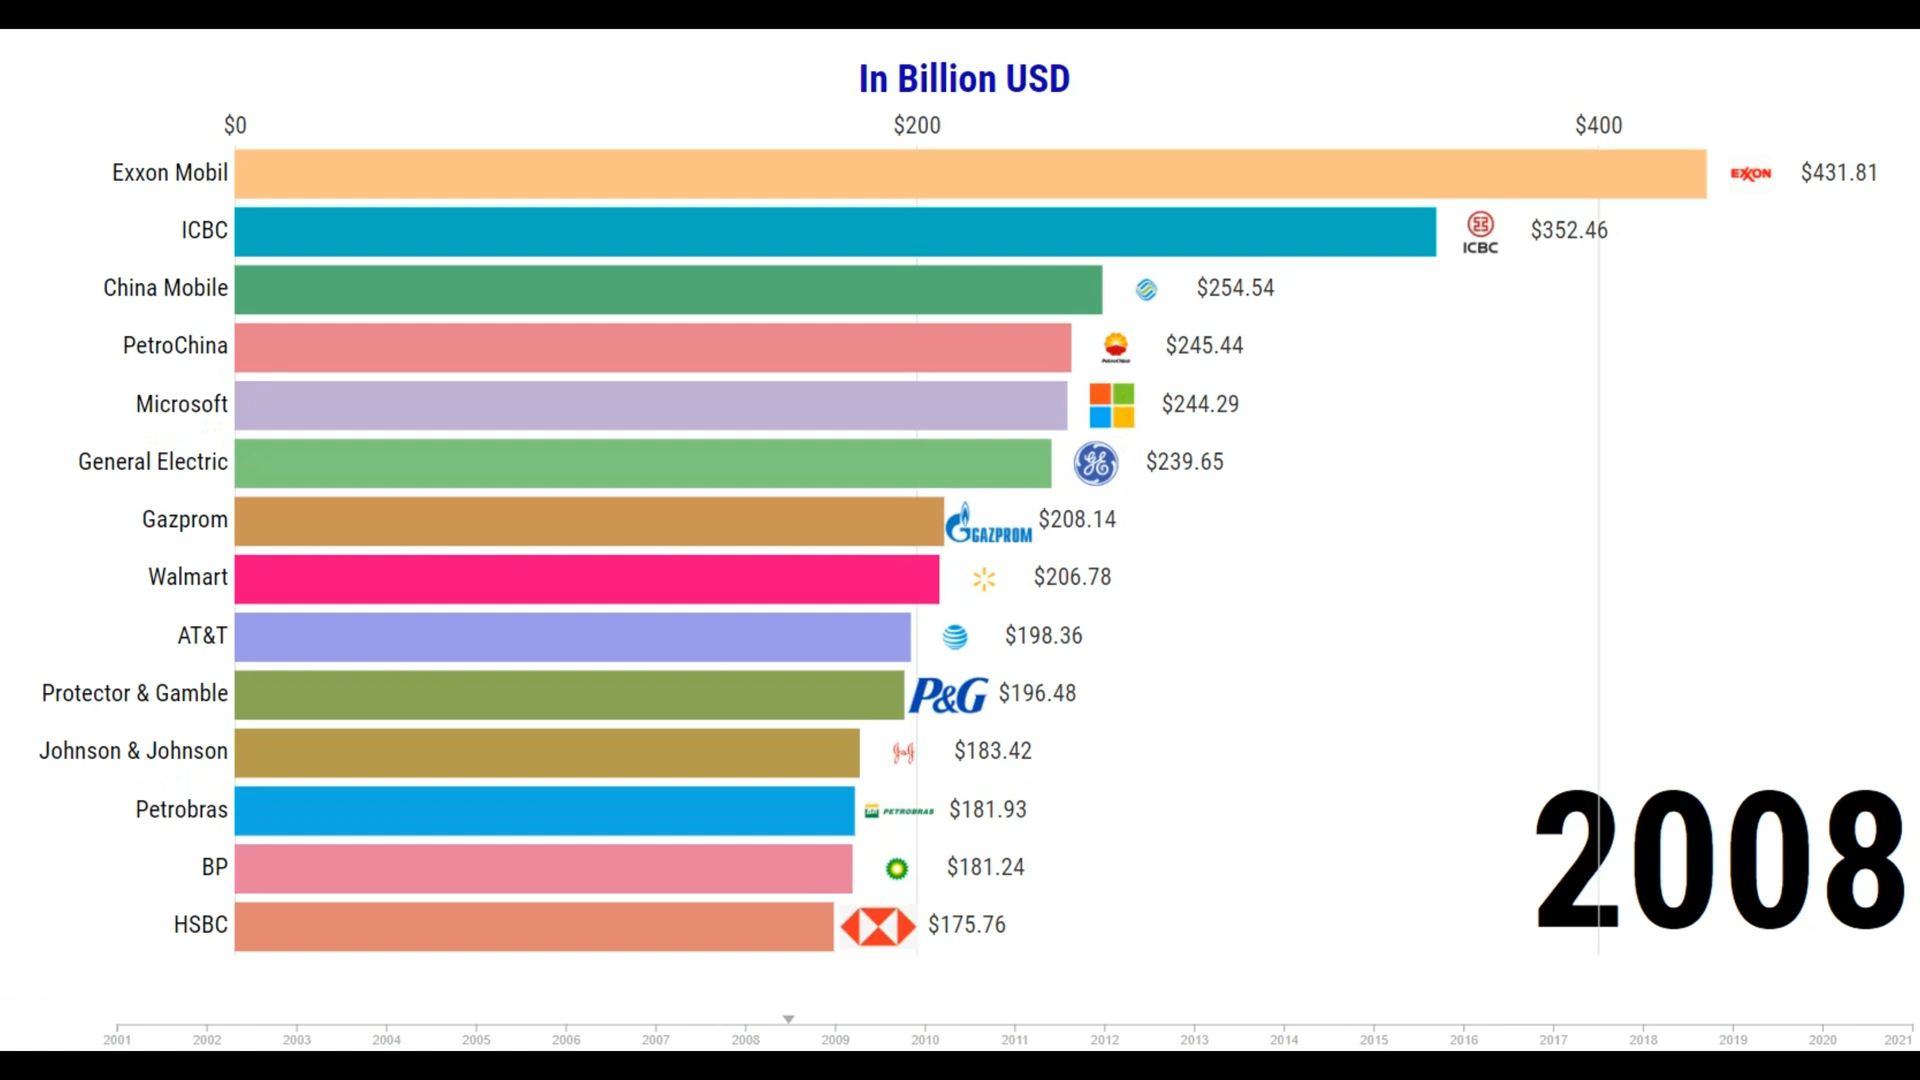 In Billion USD
$0 $200 $400
Exxon Mobil EXXON $431.81
ICBC ICBC $352.46
China Mobile $254.54
PetroChina PetroChina $245.44
Microsoft $244.29
General Electric GE $239.65
Gazprom GAZPROM $208.14
Walmart $206.78
AT&T $198.36
Protector & Gamble P&G $196.48
Johnson & Johnson J&J $183.42
Petrobras BR PETROBRAS $181.93
BP $181.24
HSBC $175.76
2008
2001 2002 2003 2004 2005 2006 2007 2008 2009 2010 2011 2012 2013 2014 2015 2016 2017 2018 2019 2020 2021